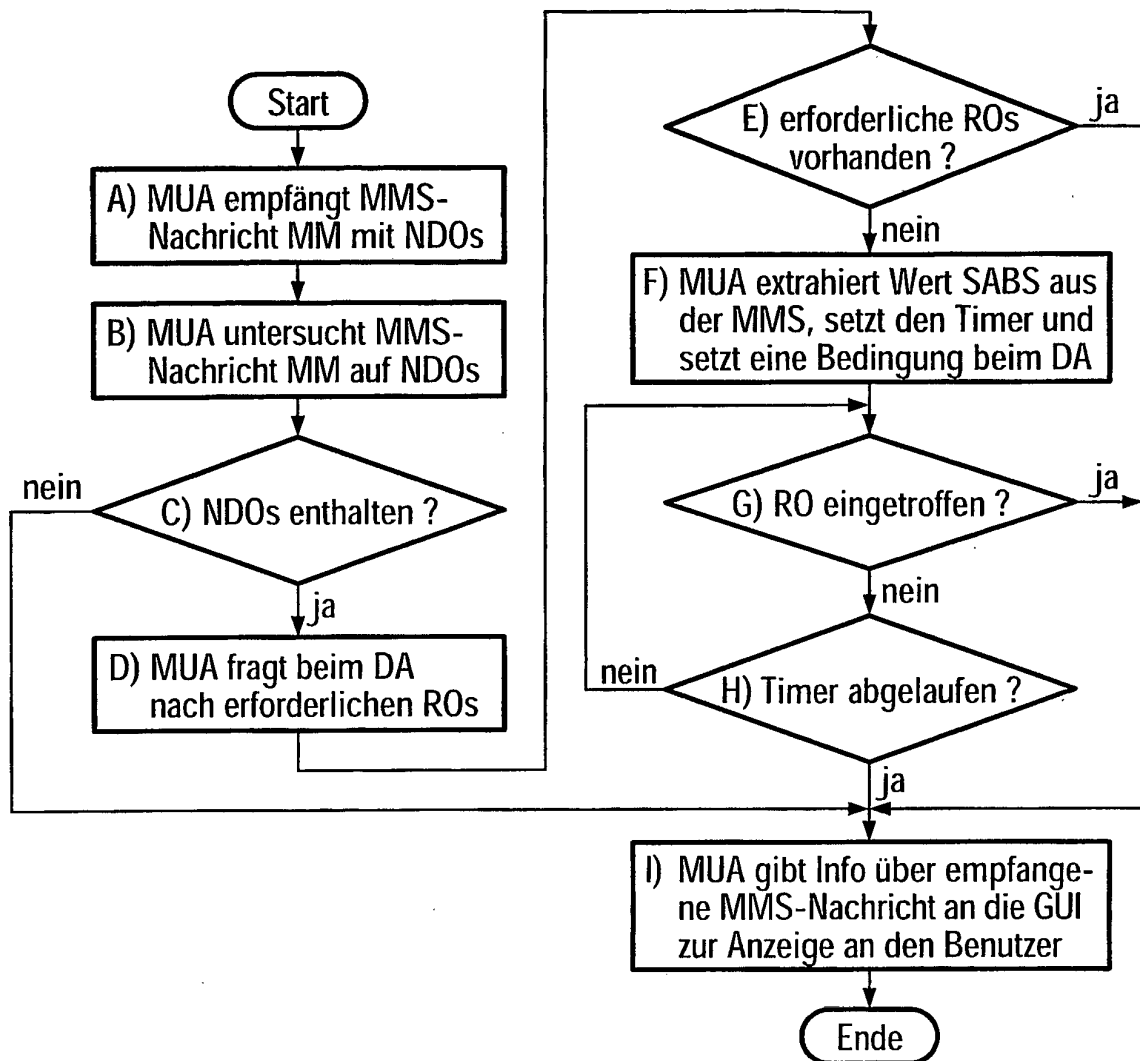 Start
A) MUA empfängt MMS-
Nachricht MM mit NDOs
B) MUA untersucht MMS-
Nachricht MM auf NDOs
nein
C) NDOs enthalten ?
ja
D) MUA fragt beim DA
nach erforderlichen ROs
E) erforderliche ROs
vorhanden ?
ja
nein
F) MUA extrahiert Wert SABS aus
der MMS, setzt den Timer und
setzt eine Bedingung beim DA
G) RO eingetroffen ?
ja
nein
nein
H) Timer abgelaufen ?
ja
I) MUA gibt Info über empfange-
ne MMS-Nachricht an die GUI
zur Anzeige an den Benutzer
Ende